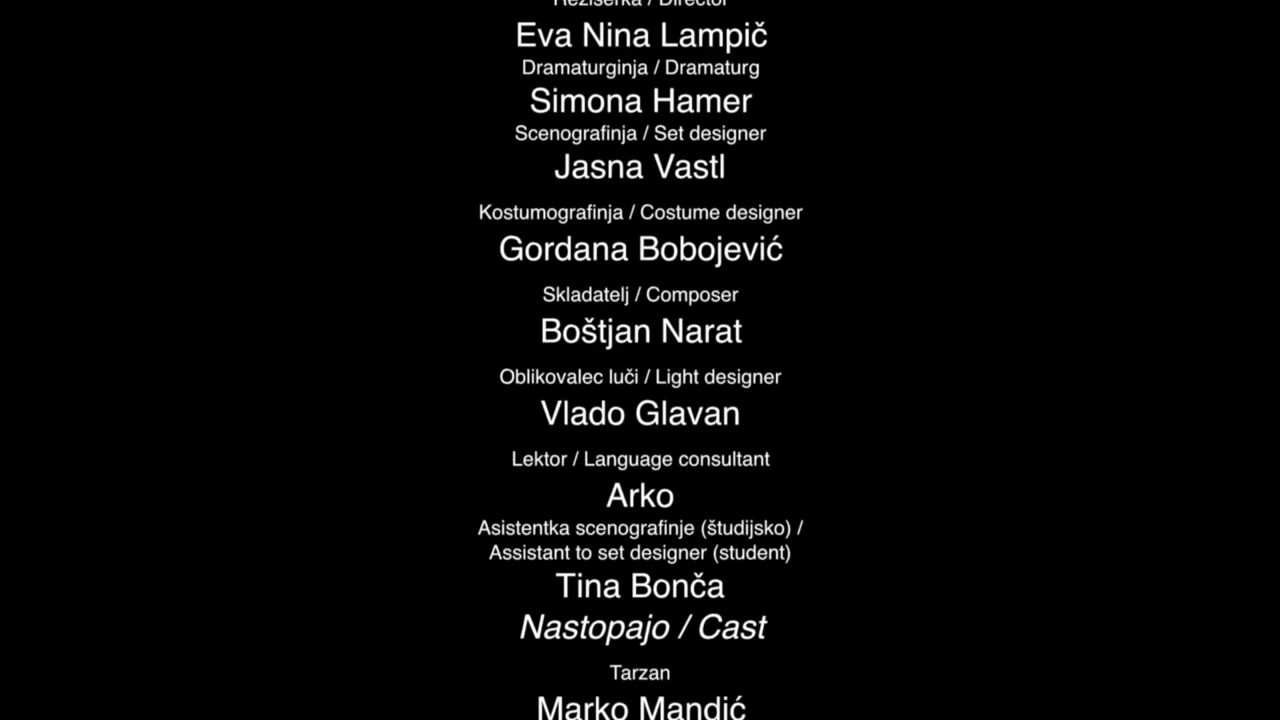 Režiserka / Director
Eva Nina Lampič
Dramaturginja / Dramaturg
Simona Hamer
Scenografinja / Set designer
Jasna Vastl
Kostumografinja / Costume designer
Gordana Bobojević
Skladatelj / Composer
Boštjan Narat
Oblikovalec luči / Light designer
Vlado Glavan
Lektor / Language consultant
Arko
Asistentka scenografinje (študijsko) /
Assistant to set designer (student)
Tina Bonča
Nastopajo / Cast
Tarzan
Marko Mandić